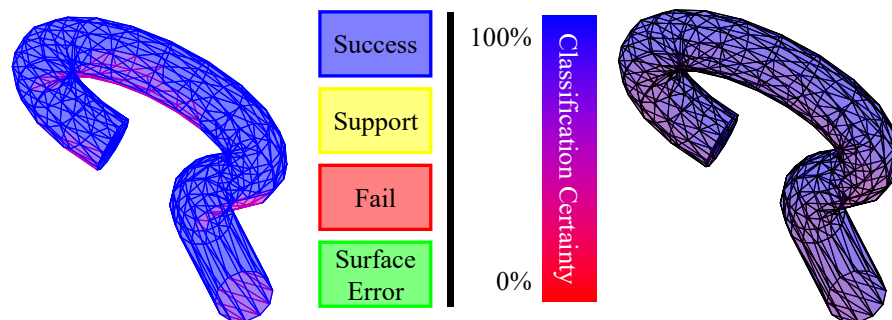 Success
Support
Fail
Surface
Error
100%
0%
Classification Certainty